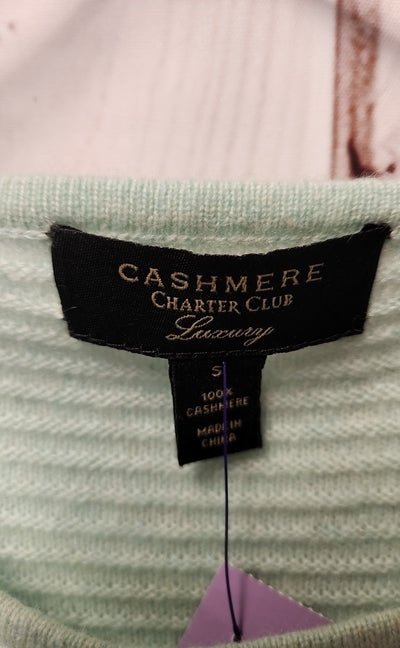 CASHMERE
CHARTER CLUB
Luxury
S
100%
CASHMERE
MADE IN
CHINA